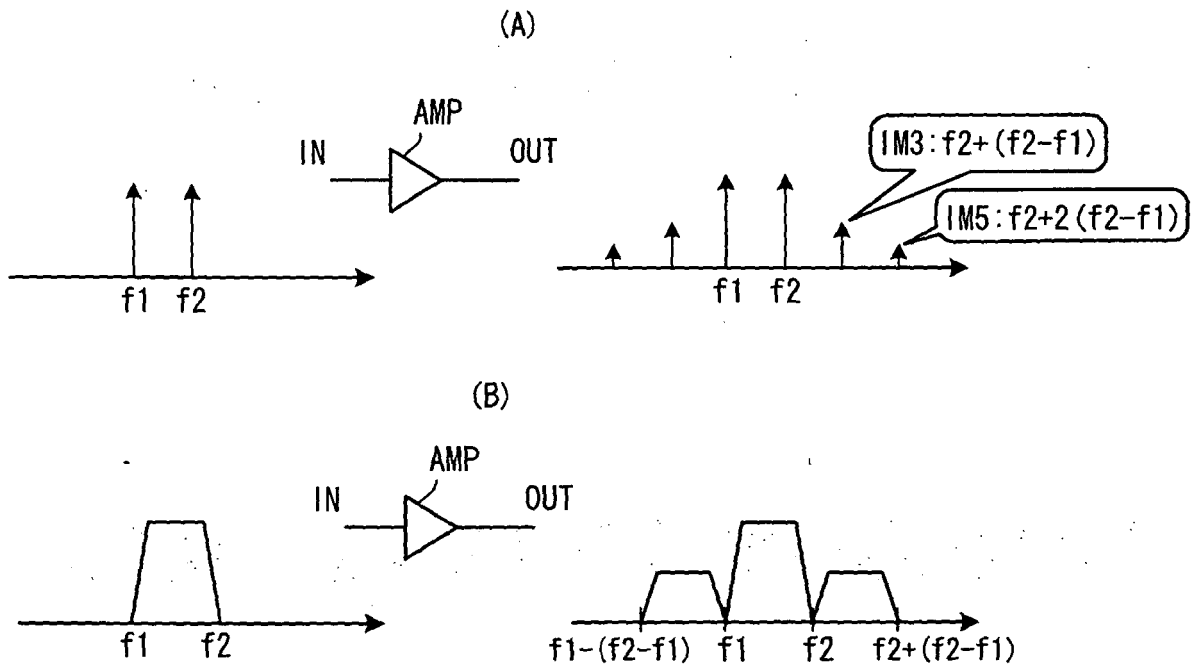 (A)
AMP
IN
OUT
IM3:f2+(f2-f1)
IM5:f2+2(f2-f1)
f1
f2
f1
f2
(B)
AMP
IN
OUT
f1
f2
f1-(f2-f1)
f1
f2
f2+(f2-f1)